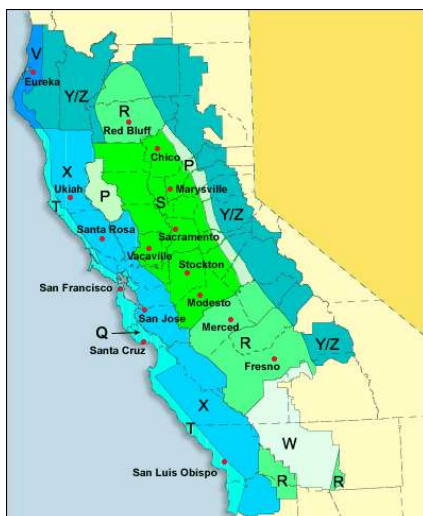 V
Eureka
Y/Z
R
Red Bluff
Chico
P
X
Ukiah
T
P
S
Marysville
Y/Z
Santa Rosa
Sacramento
Vacaville
Stockton
San Francisco
Modesto
San Jose
Merced
Q
Santa Cruz
R
Y/Z
Fresno
X
T
W
San Luis Obispo
R
R